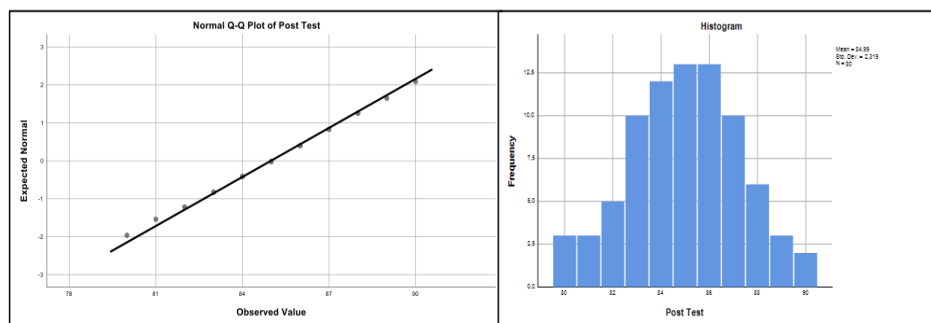 Normal Q-Q Plot of Post Test
3
2
1
0
-1
-2
-3
Expected Normal
78 81 84 87 90
Observed Value
Histogram
Mean = 84,99
Std. Dev. = 2,319
N = 80
12,5
10,0
7,5
5,0
2,5
0,0
Frequency
80 82 84 86 88 90
Post Test